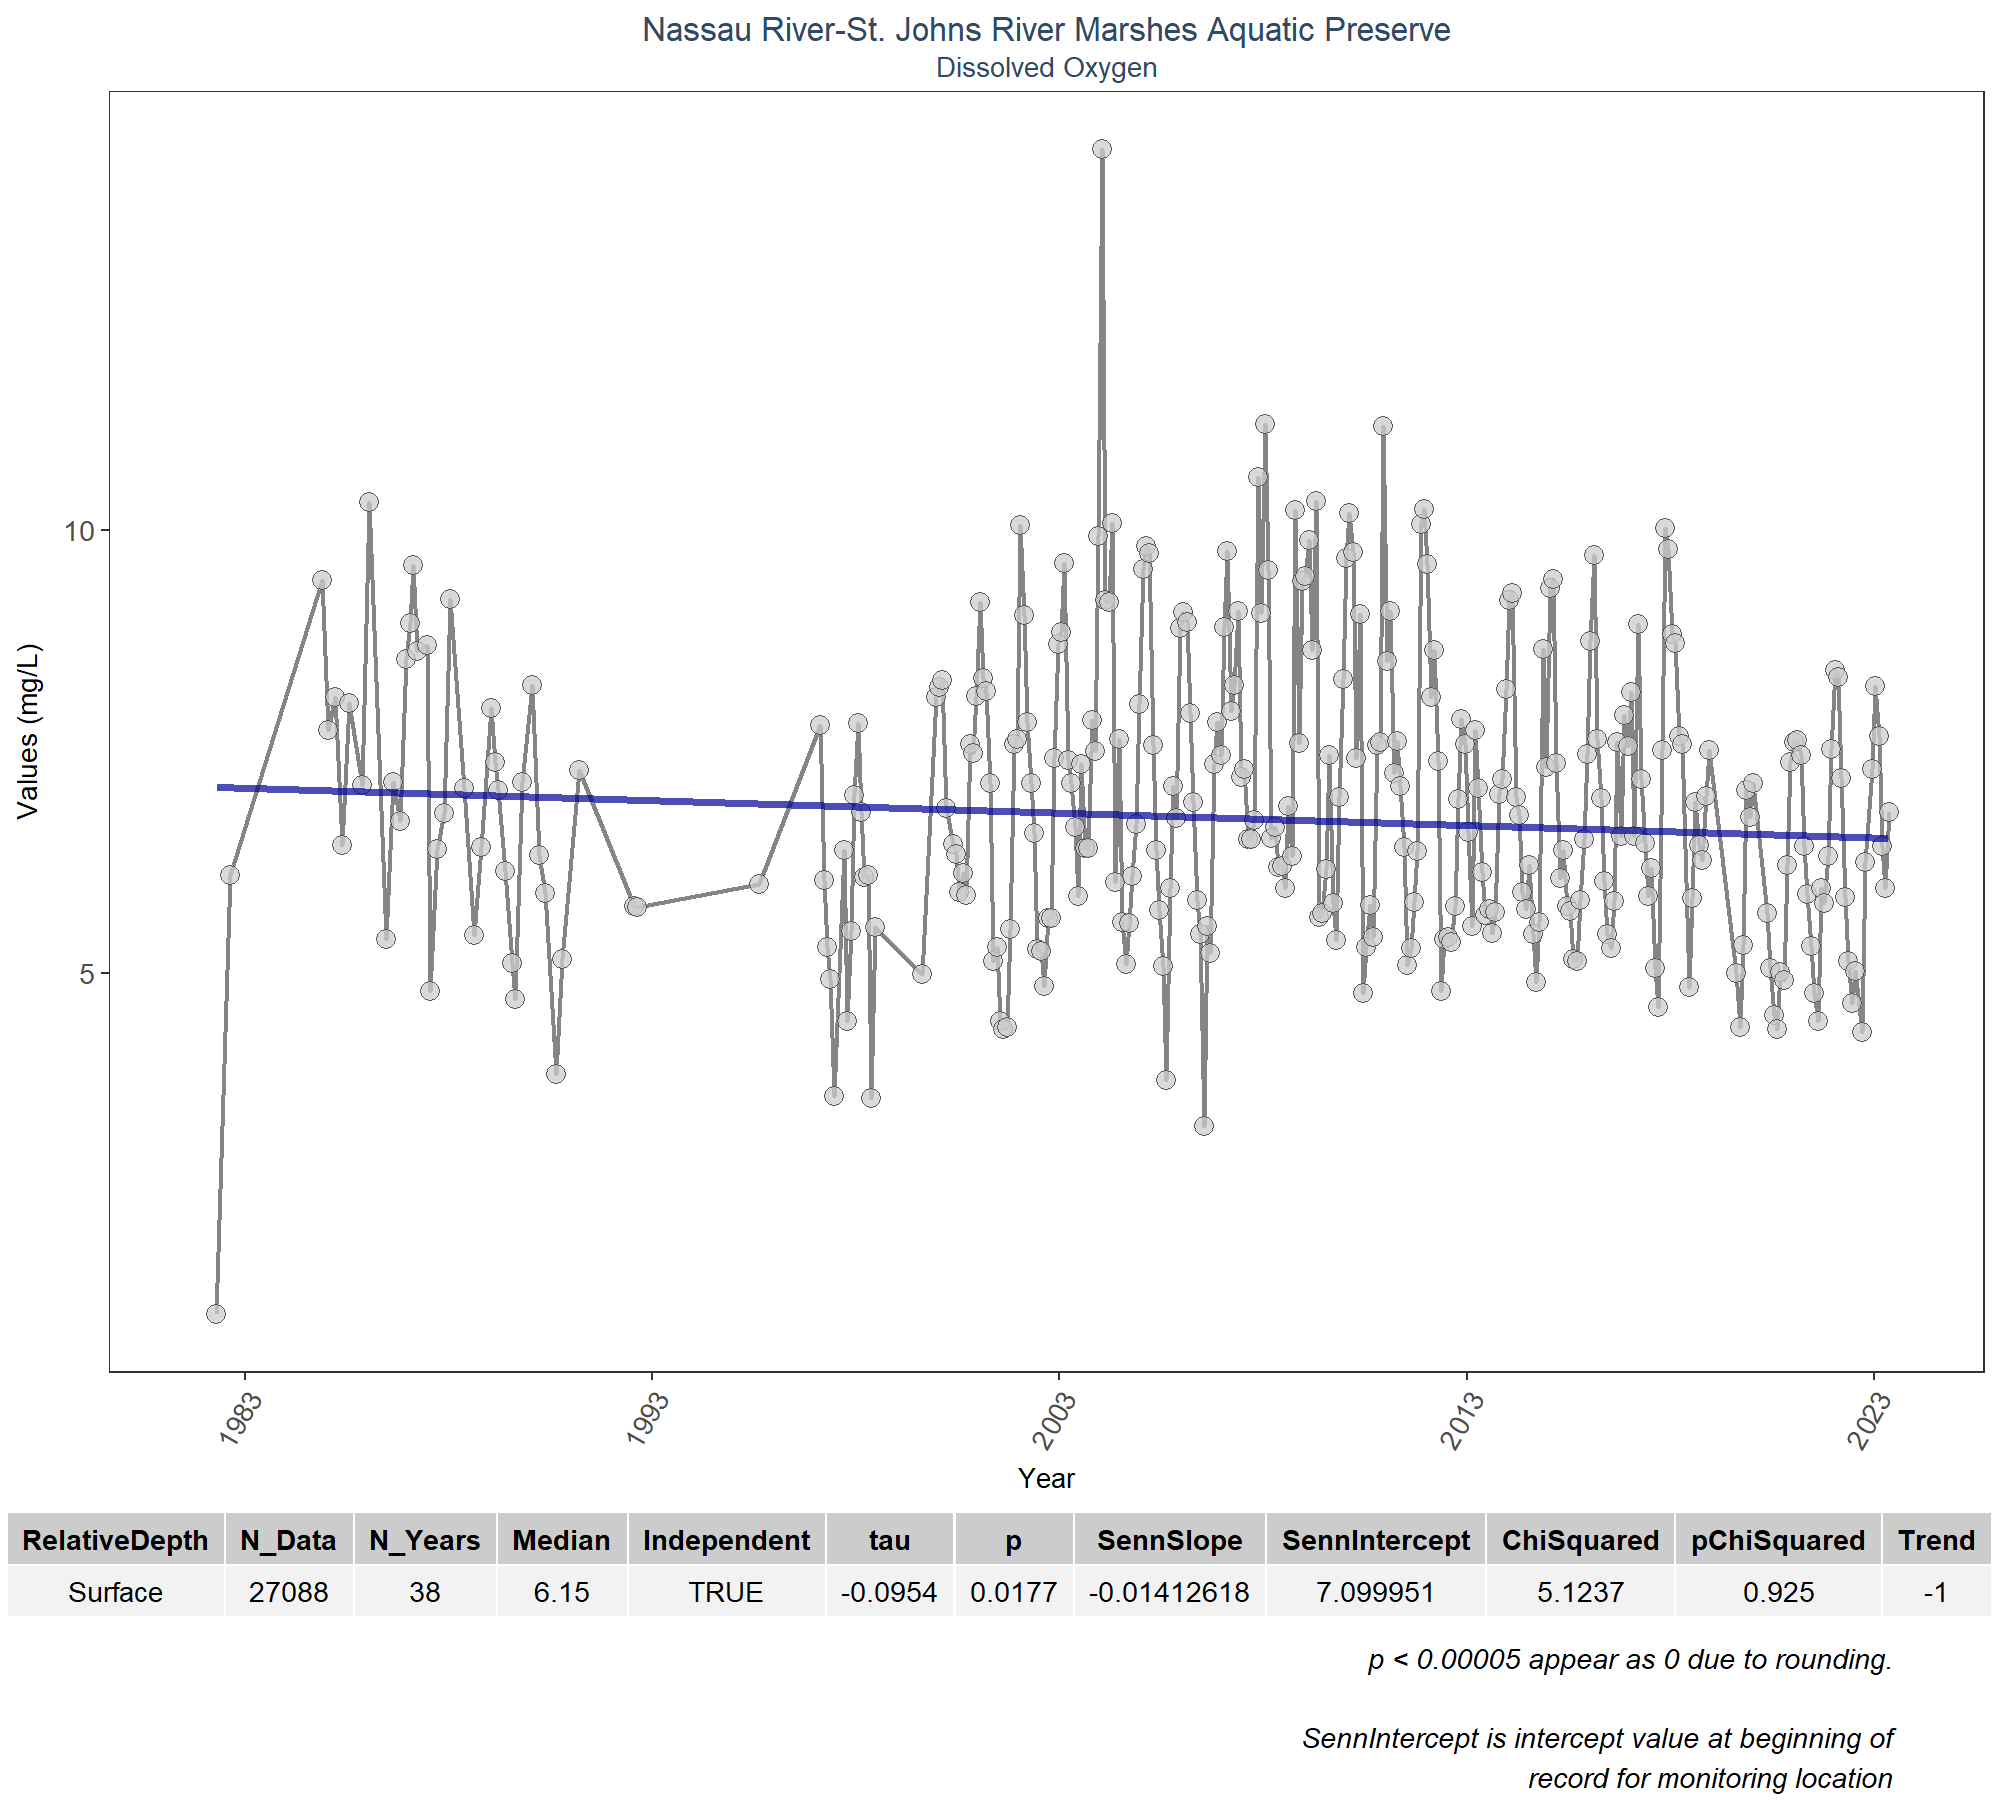 Nassau River-St. Johns River Marshes Aquatic Preserve
Dissolved Oxygen
Values (mg/L)
10
5
1983
1993
2003
2013
2023
Year
RelativeDepth N_Data N_Years Median Independent tau p SennSlope SennIntercept ChiSquared pChiSquared Trend
Surface 27088 38 6.15 TRUE -0.0954 0.0177 -0.01412618 7.099951 5.1237 0.925 -1
p < 0.00005 appear as 0 due to rounding.
SennIntercept is intercept value at beginning of
record for monitoring location